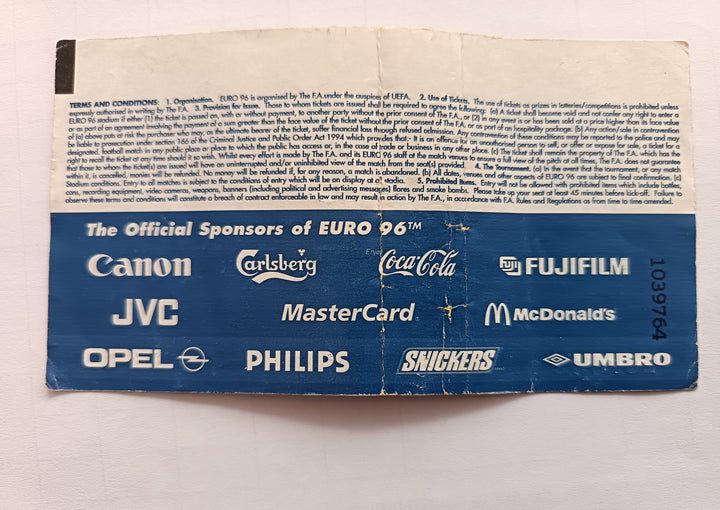 TERMS AND CONDITIONS: 1. Organisation. EURO 96 is organised by The F.A. under the auspices of UEFA. 2. Use of Tickets. The use of tickets as prizes in lotteries/competitions is prohibited unless
expressly authorised in writing by The F.A. 3. Provision for Issue. Those to whom tickets are issued shall be required to agree the following: (a) A ticket shall become void and not confer any right to enter a
EURO 96 stadium if either (1) the ticket is passed on, with or without payment, to another party without the prior consent of The F.A., or (2) in any event it is or has been sold at a price higher than its face value
or as part of an agreement involving the payment of a sum greater than the face value of the ticket without the prior consent of The F.A. or as part of an hospitality package. (b) Any action/sale in contravention
of (a) above puts at risk the purchaser who may, as the ultimate bearer of the ticket, suffer financial loss through refused admission. Any contravention of these conditions may be reported to the police and may
be liable to prosecution under section 166 of the Criminal Justice and Public Order Act 1994 which provides that:- It is an offence for an unauthorised person to sell, or offer or expose for sale, a ticket for a
designated football match in any public place or place to which the public has access or, in the case of trade or business in any other place. (c) The ticket shall remain the property of The F.A. which has the
right to recall the ticket at any time should it so wish. Whilst every effort is made by The F.A. and its EURO 96 staff of the match venues to ensure a full view of the pitch at all times, The F.A. does not guarantee
that those to whom the ticket(s) are issued will have an uninterrupted and/or uninhibited view of the match from the seat(s) provided. 4. The Tournament. (a) In the event that the tournament, or any match
within it, is cancelled, monies will be refunded. No money will be refunded if, for any reason, a match is abandoned. (b) All dates, venues and other aspects of EURO 96 are subject to final confirmation. (c)
Stadium conditions. Entry to all matches is subject to the conditions of entry which will be on display at all stadia. 5. Prohibited Items. Entry will not be allowed with prohibited items which include bottles,
cans, recording equipment, video cameras, weapons, banners (including political and advertising messages) flares and smoke bombs. Please take up your seat at least 45 minutes before kick-off. Failure to
observe these terms and conditions will constitute a breach of contract enforceable in law and may result in action by The F.A., in accordance with F.A. Rules and Regulations as from time to time amended.
The Official Sponsors of EURO 96™
Canon Carlsberg Enjoy Coca-Cola FUJI FUJIFILM
JVC MasterCard McDonald's
OPEL PHILIPS SNICKERS UMBRO
1039764